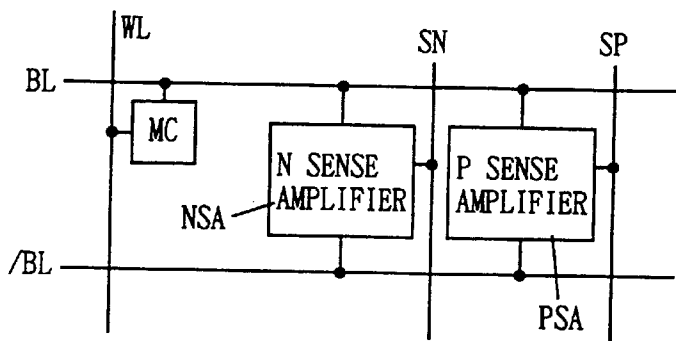 WL
SN
SP
BL
MC
N SENSE
AMPLIFIER
P SENSE
AMPLIFIER
NSA
/BL
PSA